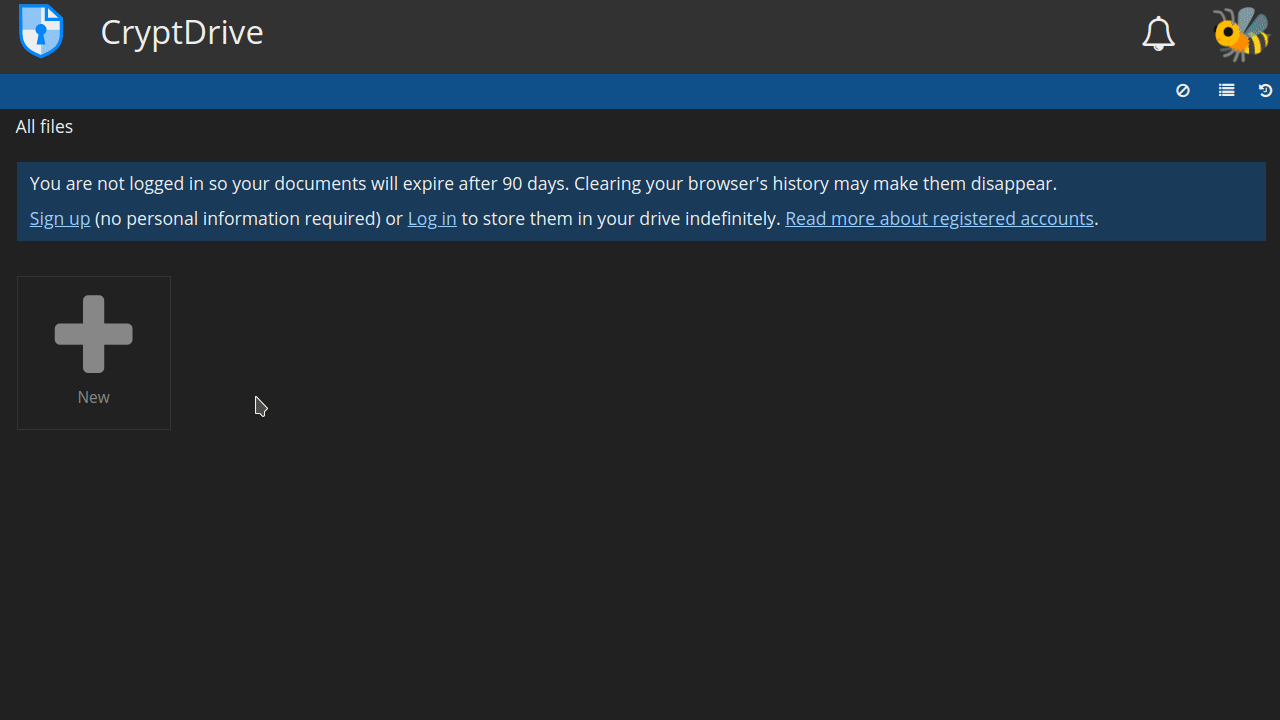 CryptDrive
All files
You are not logged in so your documents will expire after 90 days. Clearing your browser's history may make them disappear.
Sign up (no personal information required) or Log in to store them in your drive indefinitely. Read more about registered accounts.
New